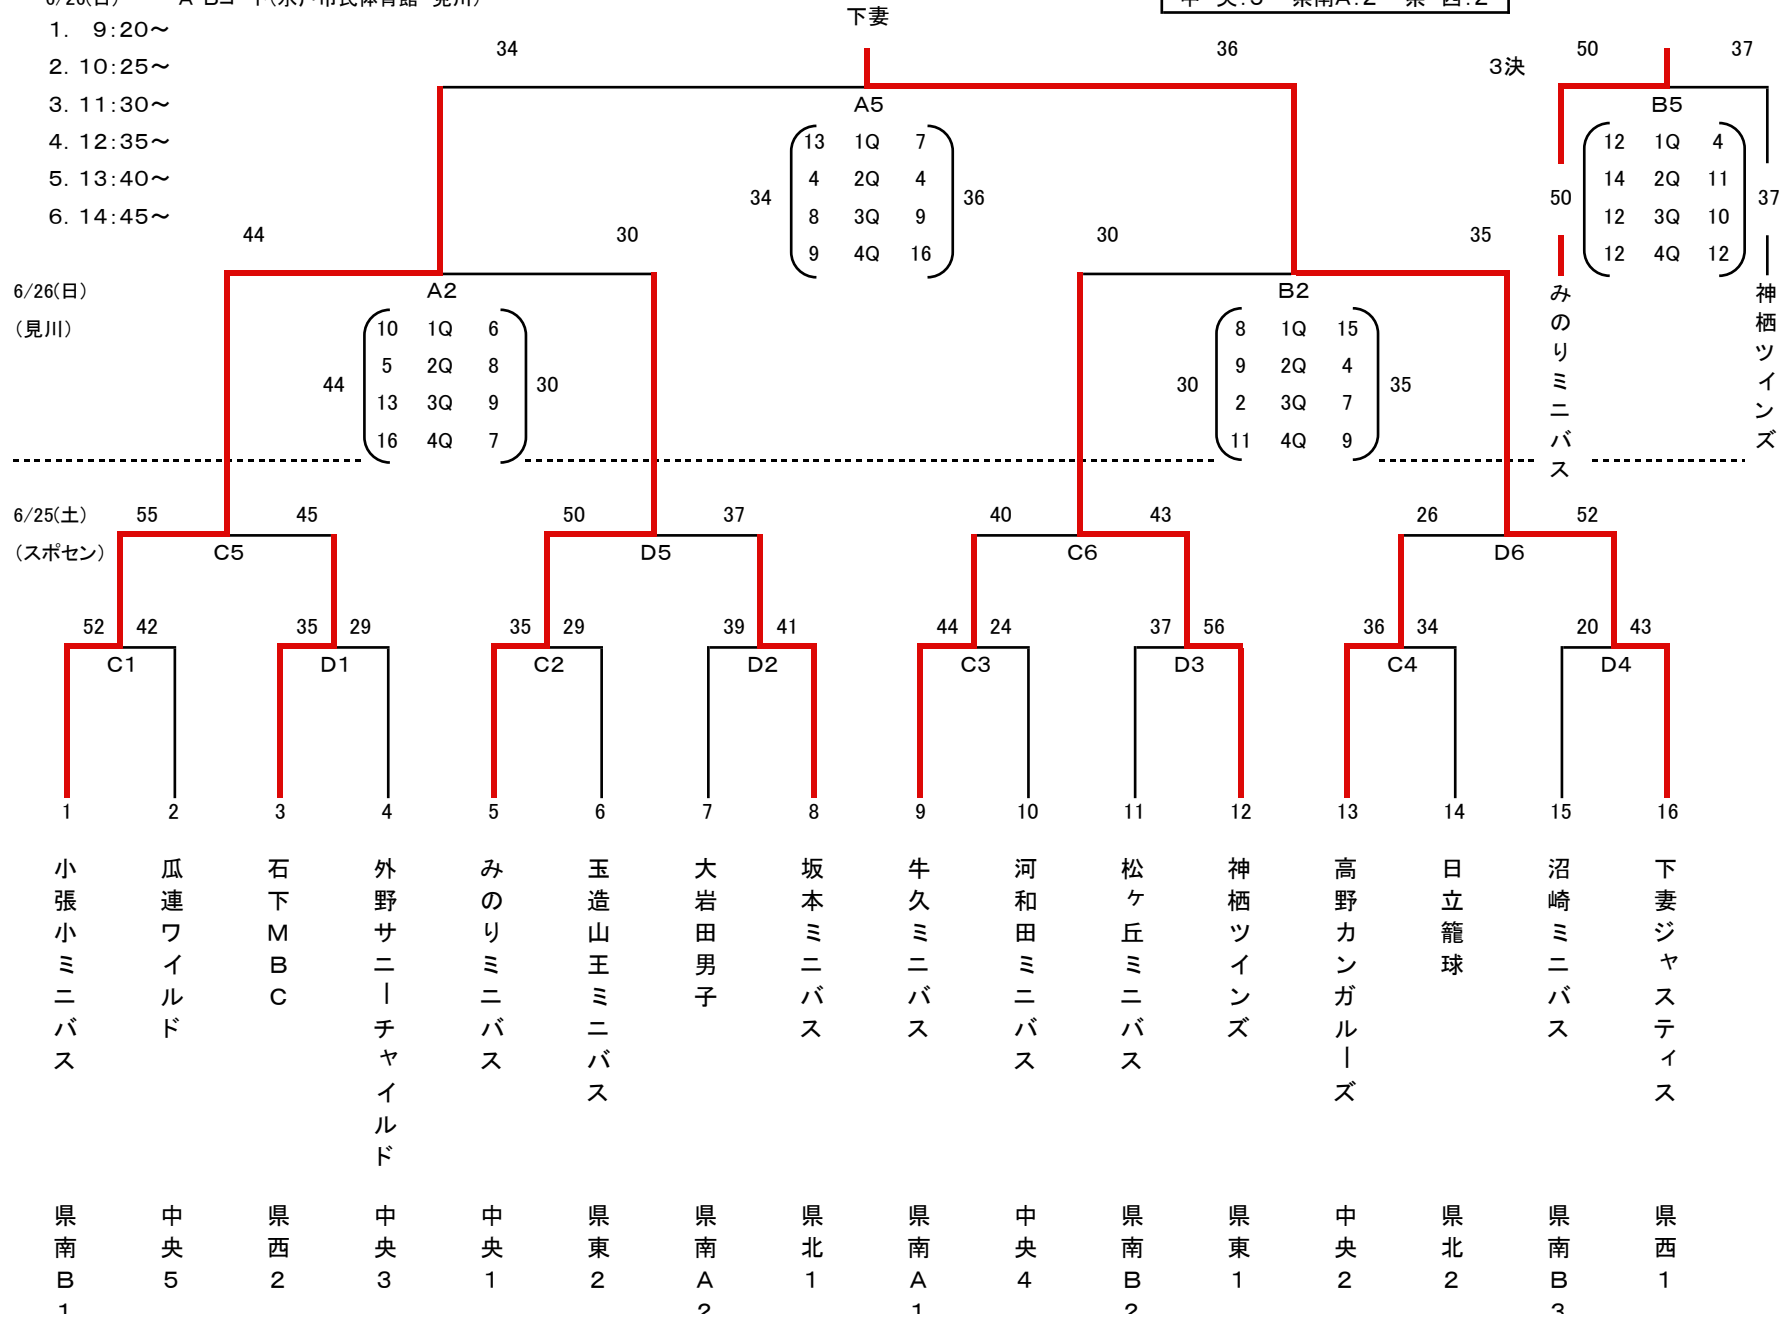 下妻
1. 9:20～
2. 10:25～
3. 11:30～
4. 12:35～
5. 13:40～
6. 14:45～
34
36
3決
50
37
A5
13 1Q 7
4 2Q 4
8 3Q 9
9 4Q 16
34
36
B5
12 1Q 4
14 2Q 11
12 3Q 10
12 4Q 12
50
37
みのりミニバス
神栖ツインズ
44
30
30
35
6/26(日)
(見川)
A2
10 1Q 6
5 2Q 8
13 3Q 9
16 4Q 7
44
30
B2
8 1Q 15
9 2Q 4
2 3Q 7
11 4Q 9
30
35
6/25(土)
(スポセン)
55 45
C5
50 37
D5
40 43
C6
26 52
D6
52 42
C1
35 29
D1
35 29
C2
39 41
D2
44 24
C3
37 56
D3
36 34
C4
20 43
D4
1 2 3 4 5 6 7 8 9 10 11 12 13 14 15 16
小張小ミニバス
瓜連ワイルド
石下MBC
外野サニーチャイルド
みのりミニバス
玉造山王ミニバス
大岩田男子
坂本ミニバス
牛久ミニバス
河和田ミニバス
松ケ丘ミニバス
神栖ツインズ
高野カンガルーズ
日立籠球
沼崎ミニバス
下妻ジャスティス
県南B1
中央5
県西2
中央3
中央1
県東2
県南A2
県北1
県南A1
中央4
県南B2
県東1
中央2
県北2
県南B3
県西1